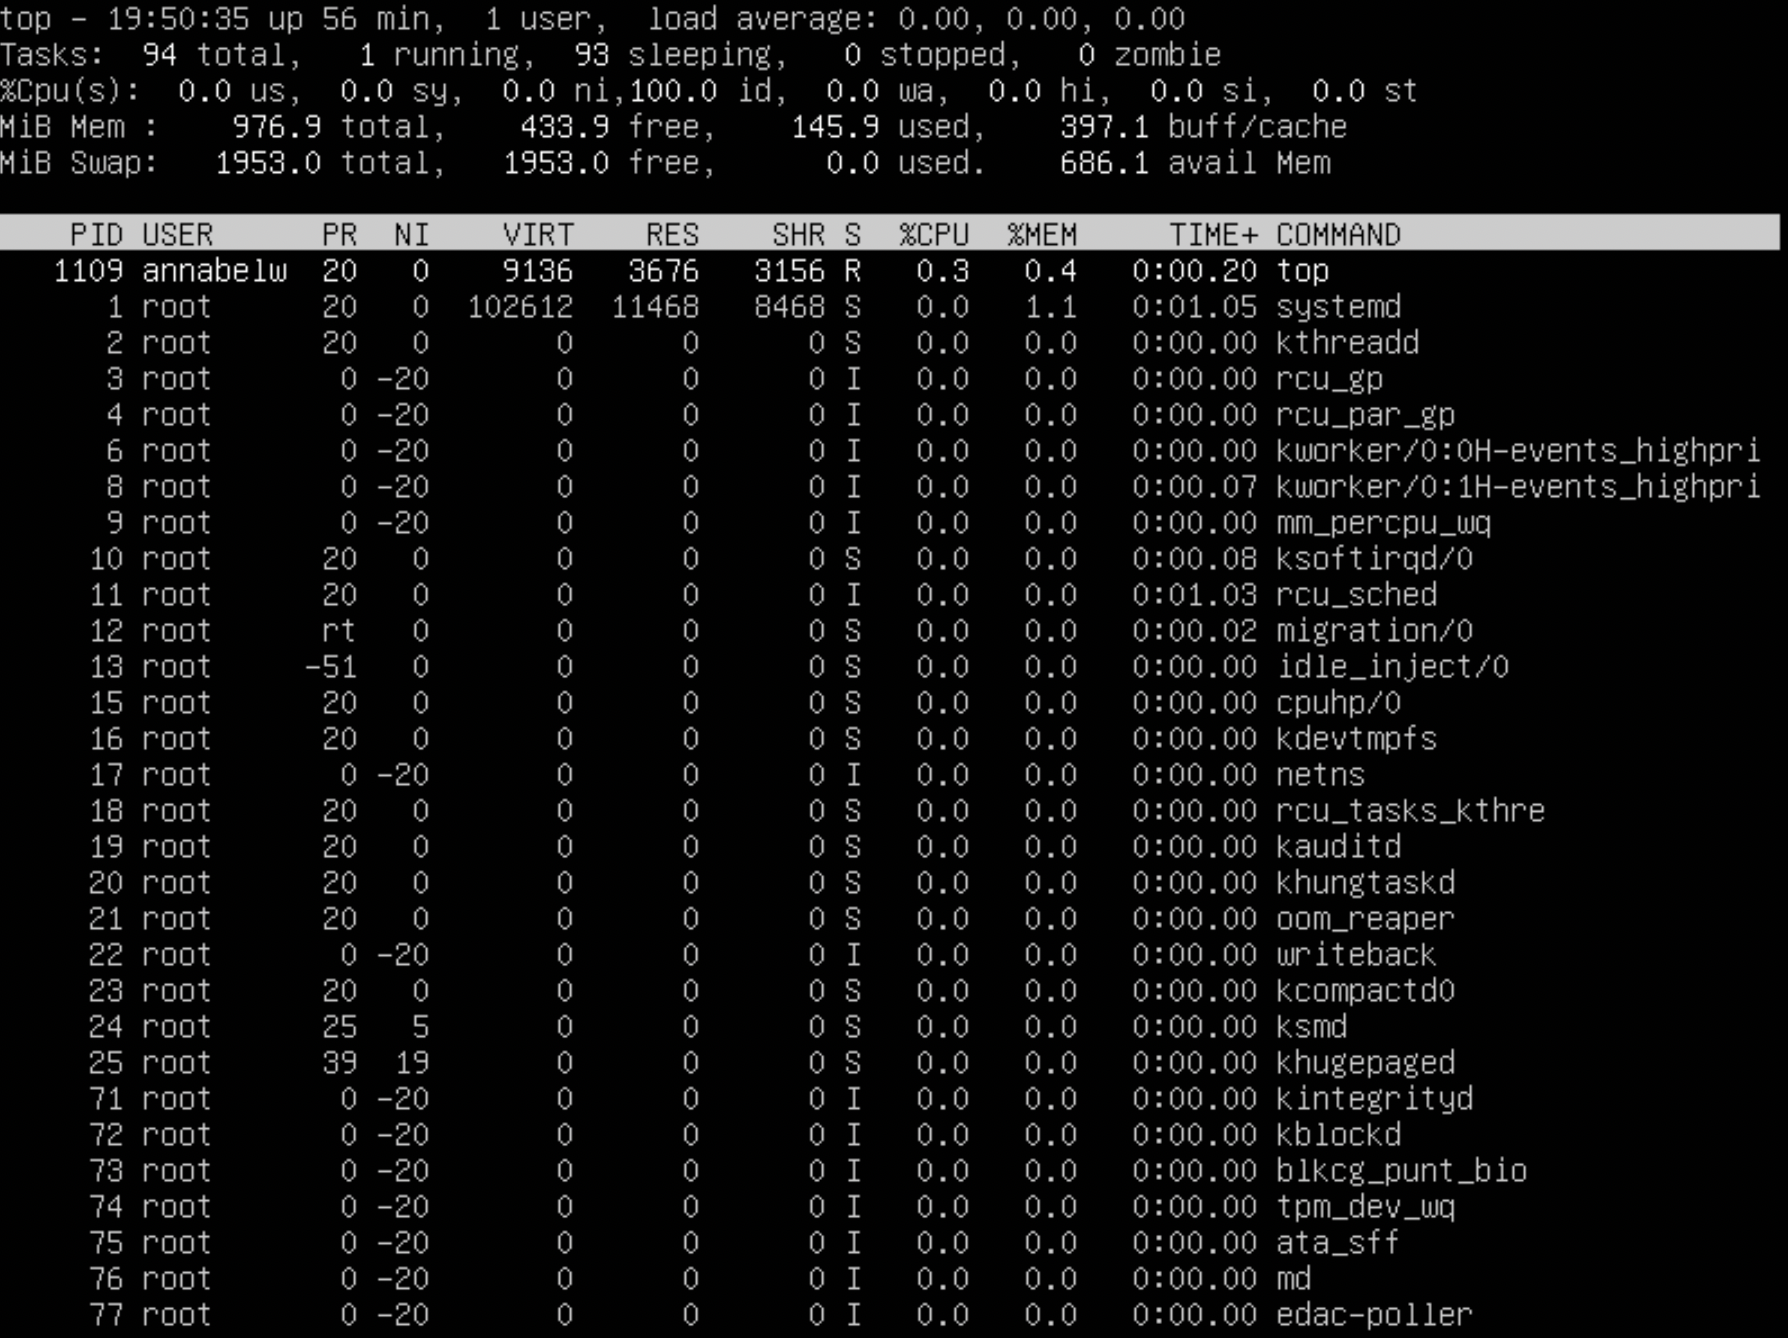 top - 19:50:35 up 56 min,  1 user,  load average: 0.00, 0.00, 0.00
Tasks:  94 total,   1 running,  93 sleeping,   0 stopped,   0 zombie
%Cpu(s):  0.0 us,  0.0 sy,  0.0 ni,100.0 id,  0.0 wa,  0.0 hi,  0.0 si,  0.0 st
MiB Mem :    976.9 total,    433.9 free,    145.9 used,    397.1 buff/cache
MiB Swap:   1953.0 total,   1953.0 free,      0.0 used.    686.1 avail Mem
PID USER      PR  NI    VIRT    RES    SHR S  %CPU  %MEM     TIME+ COMMAND
1109 annabelw  20   0    9136   3676   3156 R   0.3   0.4   0:00.20 top
1 root      20   0  102612  11468   8468 S   0.0   1.1   0:01.05 systemd
2 root      20   0       0      0      0 S   0.0   0.0   0:00.00 kthreadd
3 root       0 -20       0      0      0 I   0.0   0.0   0:00.00 rcu_gp
4 root       0 -20       0      0      0 I   0.0   0.0   0:00.00 rcu_par_gp
6 root       0 -20       0      0      0 I   0.0   0.0   0:00.00 kworker/0:0H-events_highpri
8 root       0 -20       0      0      0 I   0.0   0.0   0:00.07 kworker/0:1H-events_highpri
9 root       0 -20       0      0      0 I   0.0   0.0   0:00.00 mm_percpu_wq
10 root      20   0       0      0      0 S   0.0   0.0   0:00.08 ksoftirqd/0
11 root      20   0       0      0      0 I   0.0   0.0   0:01.03 rcu_sched
12 root      rt   0       0      0      0 S   0.0   0.0   0:00.02 migration/0
13 root     -51   0       0      0      0 S   0.0   0.0   0:00.00 idle_inject/0
15 root      20   0       0      0      0 S   0.0   0.0   0:00.00 cpuhp/0
16 root      20   0       0      0      0 S   0.0   0.0   0:00.00 kdevtmpfs
17 root       0 -20       0      0      0 I   0.0   0.0   0:00.00 netns
18 root      20   0       0      0      0 S   0.0   0.0   0:00.00 rcu_tasks_kthre
19 root      20   0       0      0      0 S   0.0   0.0   0:00.00 kauditd
20 root      20   0       0      0      0 S   0.0   0.0   0:00.00 khungtaskd
21 root      20   0       0      0      0 S   0.0   0.0   0:00.00 oom_reaper
22 root       0 -20       0      0      0 I   0.0   0.0   0:00.00 writeback
23 root      20   0       0      0      0 S   0.0   0.0   0:00.00 kcompactd0
24 root      25   5       0      0      0 S   0.0   0.0   0:00.00 ksmd
25 root      39  19       0      0      0 S   0.0   0.0   0:00.00 khugepaged
71 root       0 -20       0      0      0 I   0.0   0.0   0:00.00 kintegrityd
72 root       0 -20       0      0      0 I   0.0   0.0   0:00.00 kblockd
73 root       0 -20       0      0      0 I   0.0   0.0   0:00.00 blkcg_punt_bio
74 root       0 -20       0      0      0 I   0.0   0.0   0:00.00 tpm_dev_wq
75 root       0 -20       0      0      0 I   0.0   0.0   0:00.00 ata_sff
76 root       0 -20       0      0      0 I   0.0   0.0   0:00.00 md
77 root       0 -20       0      0      0 I   0.0   0.0   0:00.00 edac-poller